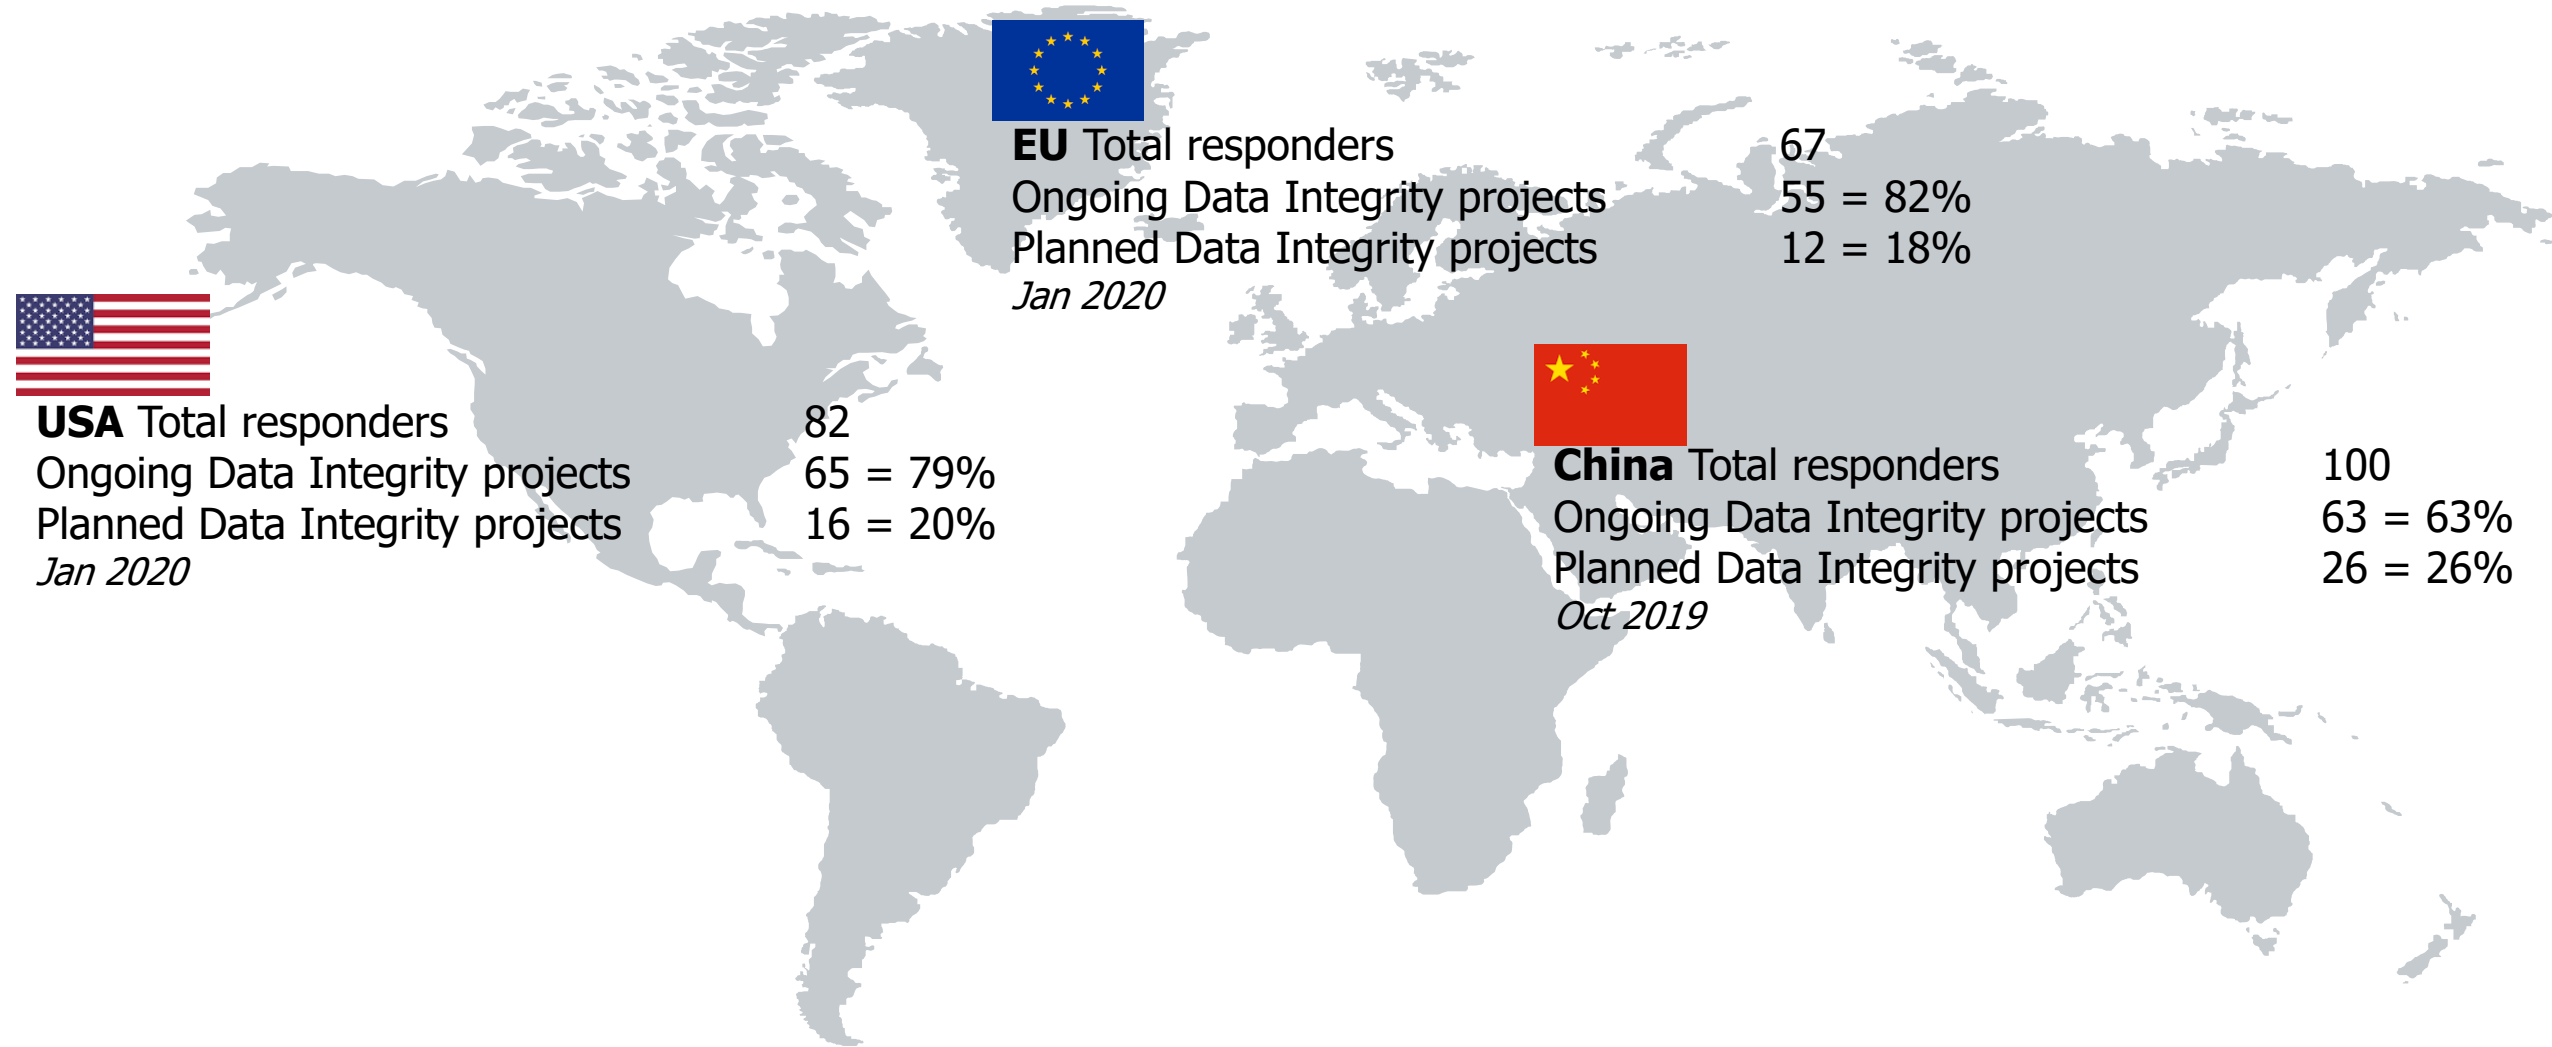 EU Total responders 67
Ongoing Data Integrity projects 55 = 82%
Planned Data Integrity projects 12 = 18%
Jan 2020
USA Total responders 82
Ongoing Data Integrity projects 65 = 79%
Planned Data Integrity projects 16 = 20%
Jan 2020
China Total responders 100
Ongoing Data Integrity projects 63 = 63%
Planned Data Integrity projects 26 = 26%
Oct 2019